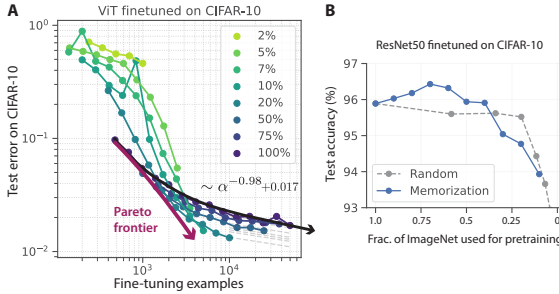 A
ViT finetuned on CIFAR-10
Test error on CIFAR-10
10^0
10^{-1}
10^{-2}
2%
5%
7%
10%
20%
50%
75%
100%
∼ α^{−0.98}+0.017
Pareto
frontier
10^3
10^4
Fine-tuning examples
B
ResNet50 finetuned on CIFAR-10
Test accuracy (%)
96
95
94
93
Random
Memorization
1.0
0.75
0.5
0.25
0
Frac. of ImageNet used for pretraining